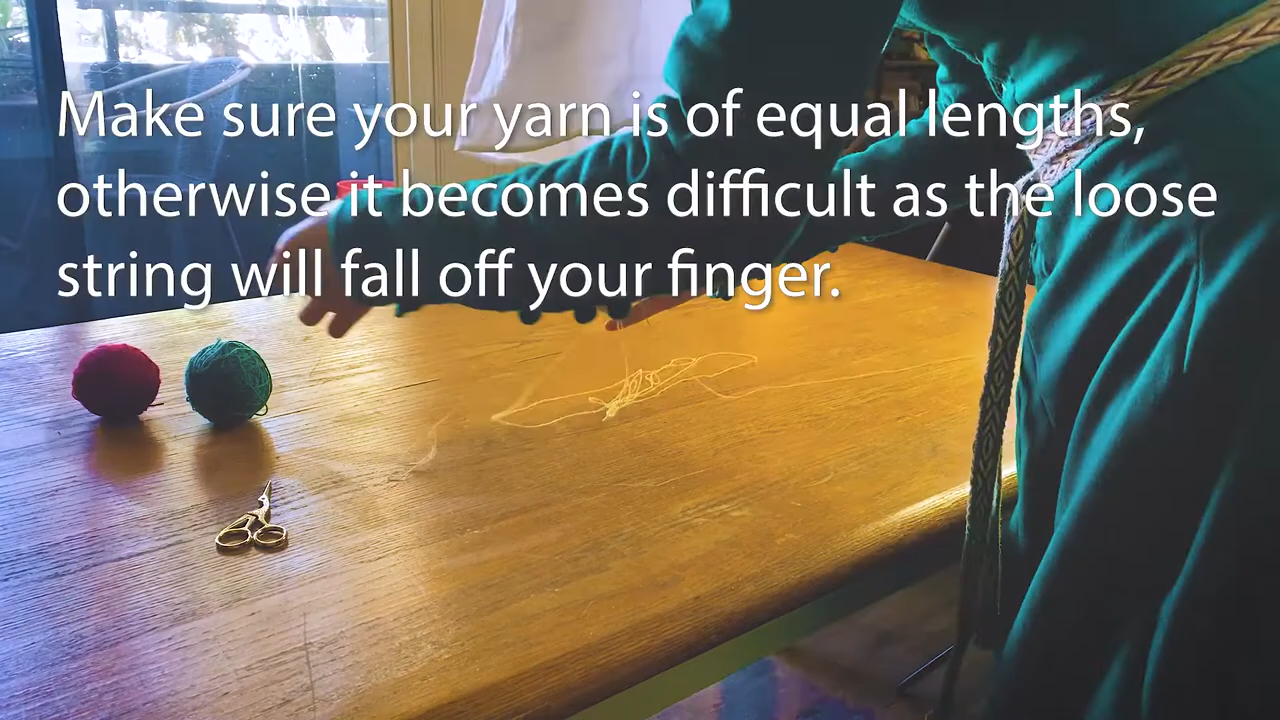 Make sure your yarn is of equal lengths,
otherwise it becomes difficult as the loose
string will fall off your finger.